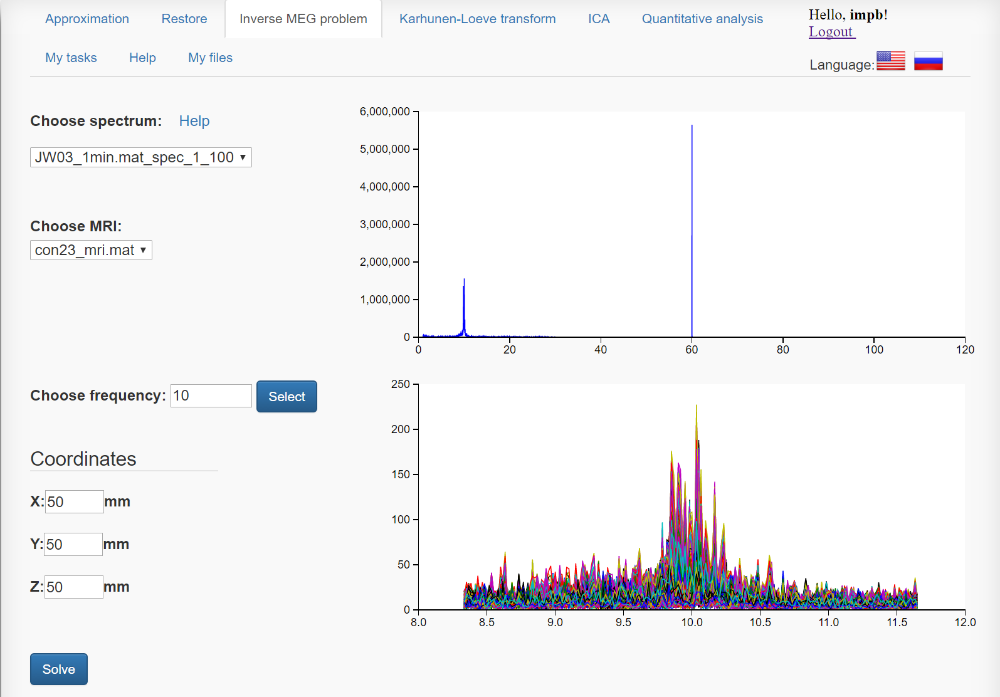 Approximation Restore Inverse MEG problem Karhunen-Loeve transform ICA Quantitative analysis Hello, impb!
Logout
My tasks Help My files
Language:
Choose spectrum: Help
JW03_1min.mat_spec_1_100
Choose MRI:
con23_mri.mat
6,000,000
5,000,000
4,000,000
3,000,000
2,000,000
1,000,000
0
0 20 40 60 80 100 120
Choose frequency: 10 Select
Coordinates
X: 50 mm
Y: 50 mm
Z: 50 mm
Solve
250
200
150
100
50
0
8.0 8.5 9.0 9.5 10.0 10.5 11.0 11.5 12.0